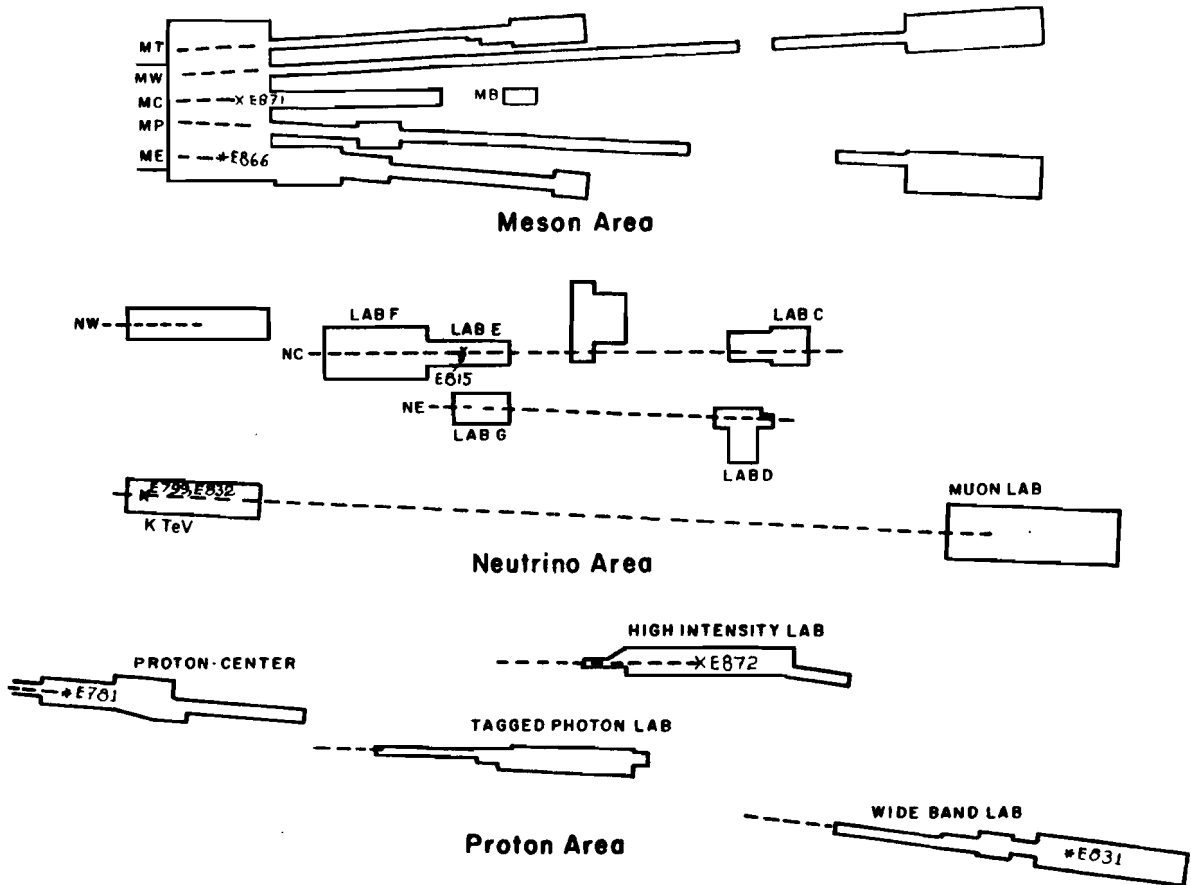 MT
MW
MC
× E871
MB
MP
ME
*E866
Meson Area
NW
LAB F
LAB E
LAB C
NC
E815
NE
LAB G
LAB D
E799,E832
K TeV
MUON LAB
Neutrino Area
HIGH INTENSITY LAB
×E872
PROTON-CENTER
*E781
TAGGED PHOTON LAB
WIDE BAND LAB
*E831
Proton Area